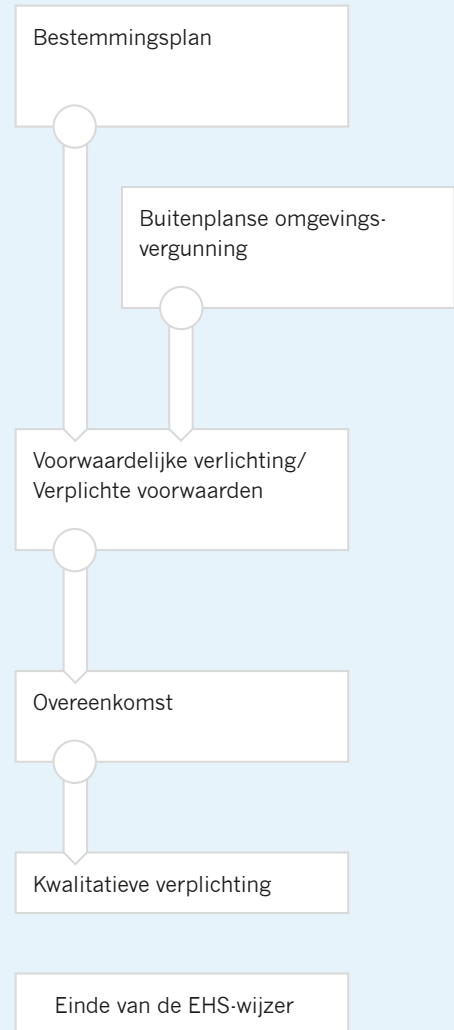 Bestemmingsplan
Buitenplanse omgevings-
vergunning
Voorwaardelijke verlichting/
Verplichte voorwaarden
Overeenkomst
Kwalitatieve verplichting
Einde van de EHS-wijzer